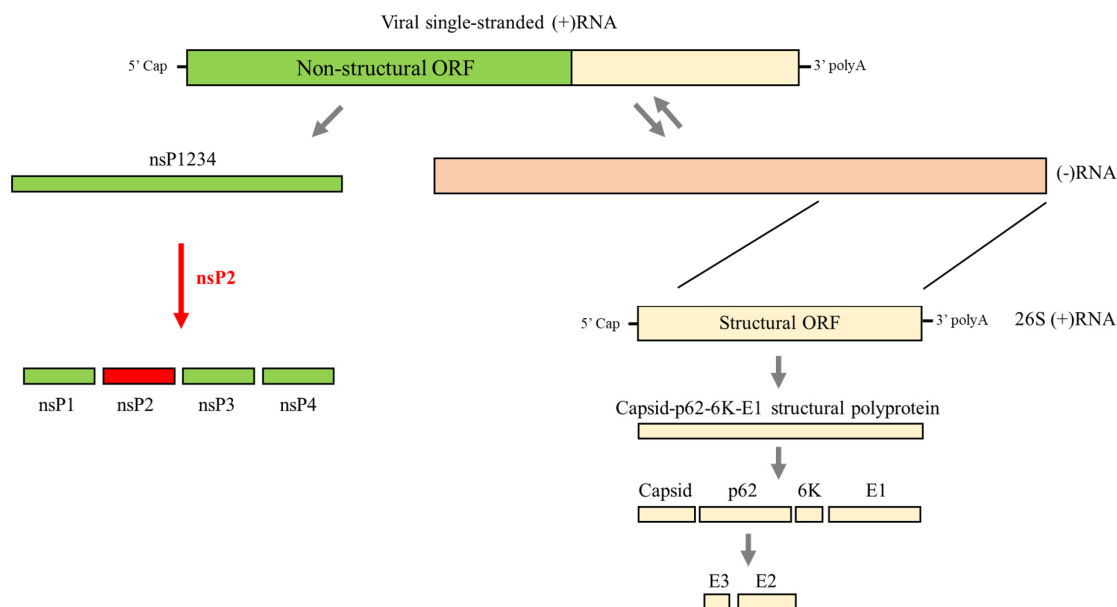 Viral single-stranded (+)RNA
5’ Cap
Non-structural ORF
3’ polyA
nsP1234
(-)RNA
nsP2
5’ Cap
Structural ORF
3’ polyA
26S (+)RNA
nsP1 nsP2 nsP3 nsP4
Capsid-p62-6K-E1 structural polyprotein
Capsid p62 6K E1
E3 E2